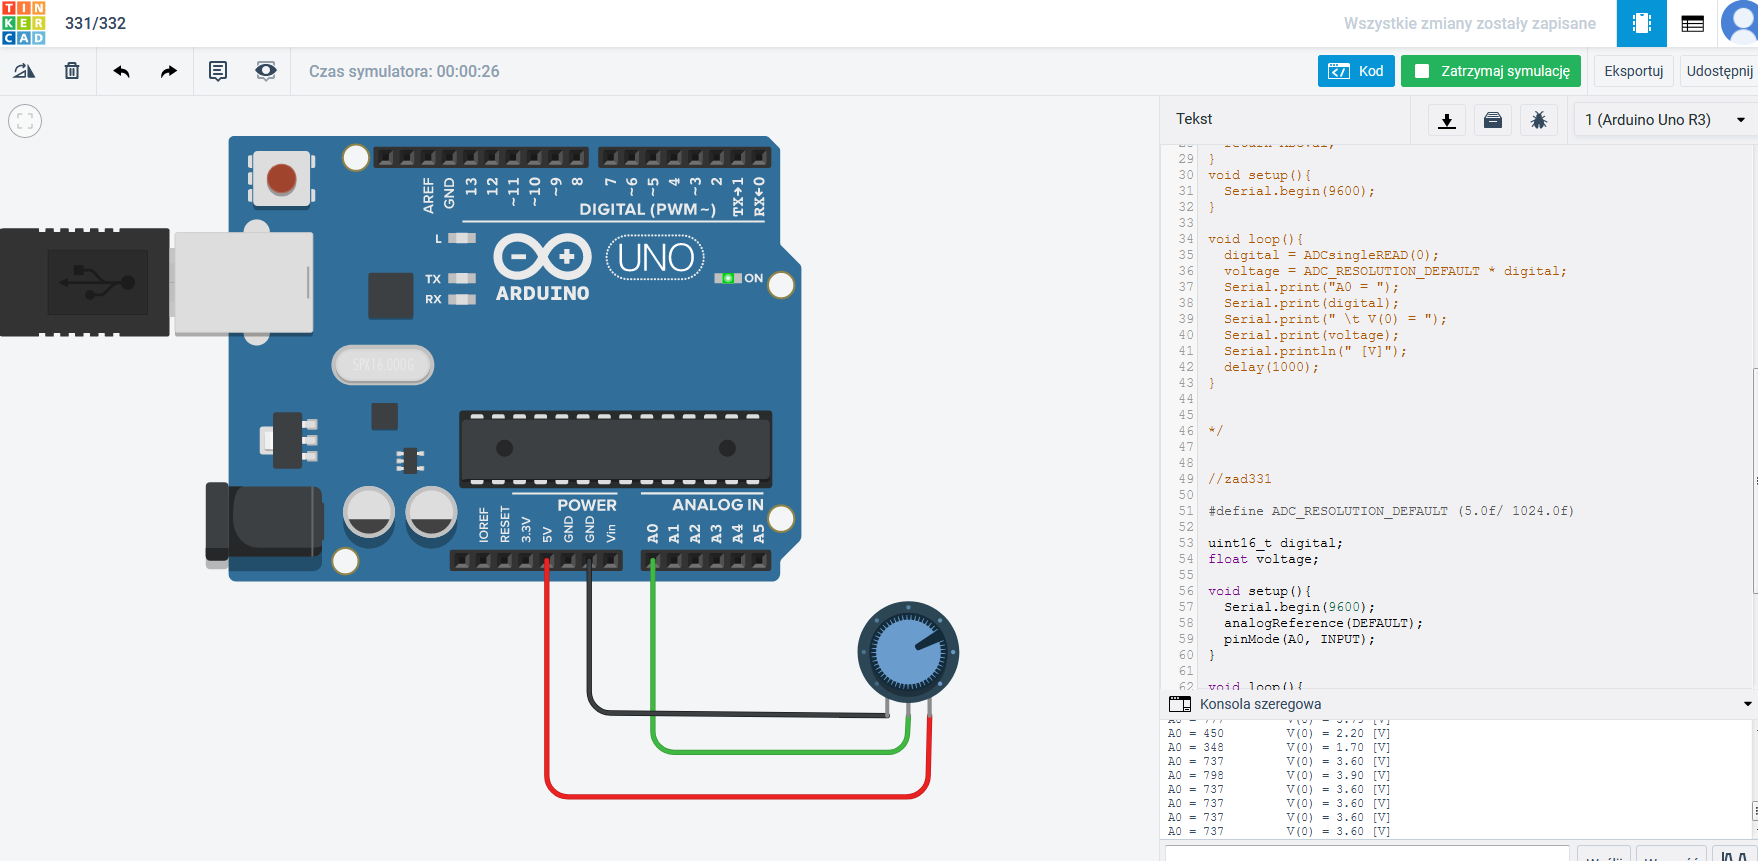 TINKERCAD
331/332
Wszystkie zmiany zostały zapisane
Czas symulatora: 00:00:26
Kod
Zatrzymaj symulację
Eksportuj
Udostępnij
Tekst
1 (Arduino Uno R3)
AREF
GND
13
12
~11
~10
~9
8
7
~6
~5
4
~3
2
TX→1
RX←0
DIGITAL (PWM~)
L
TX
RX
ARDUINO
UNO
ON
SPX16.000G
POWER
ANALOG IN
IOREF
RESET
3.3V
5V
GND
GND
Vin
A0
A1
A2
A3
A4
A5
29 }
30 void setup(){
31 Serial.begin(9600);
32 }
33
34 void loop(){
35 digital = ADCsingleREAD(0);
36 voltage = ADC_RESOLUTION_DEFAULT * digital;
37 Serial.print("A0 = ");
38 Serial.print(digital);
39 Serial.print(" \t V(0) = ");
40 Serial.print(voltage);
41 Serial.println(" [V]");
42 delay(1000);
43 }
44
45
46 */
47
48
49 //zad331
50
51 #define ADC_RESOLUTION_DEFAULT (5.0f/ 1024.0f)
52
53 uint16_t digital;
54 float voltage;
55
56 void setup(){
57 Serial.begin(9600);
58 analogReference(DEFAULT);
59 pinMode(A0, INPUT);
60 }
61
62 void loop(){
Konsola szeregowa
A0 = 450 V(0) = 2.20 [V]
A0 = 348 V(0) = 1.70 [V]
A0 = 737 V(0) = 3.60 [V]
A0 = 798 V(0) = 3.90 [V]
A0 = 737 V(0) = 3.60 [V]
A0 = 737 V(0) = 3.60 [V]
A0 = 737 V(0) = 3.60 [V]
A0 = 737 V(0) = 3.60 [V]